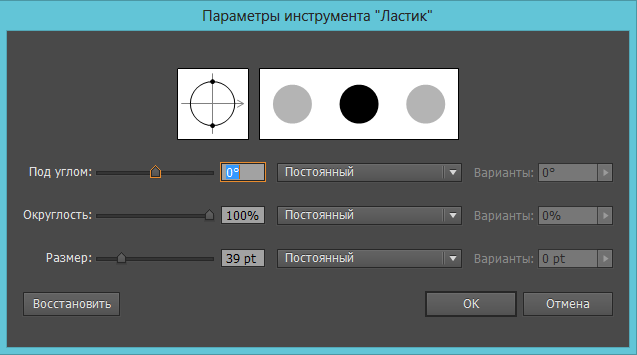 Параметры инструмента "Ластик"
Под углом: 0° Постоянный Варианты: 0°
Округлость: 100% Постоянный Варианты: 0%
Размер: 39 pt Постоянный Варианты: 0 pt
Восстановить OK Отмена